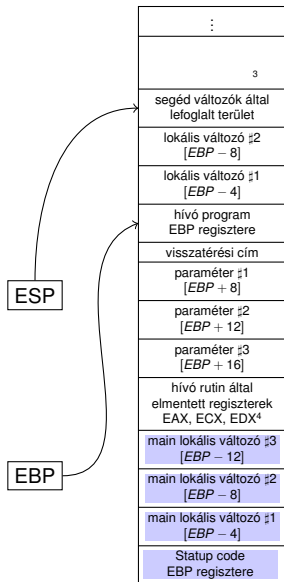 ⋮
3
segéd változók által
lefoglalt terület
lokális változó ♯2
[EBP − 8]
lokális változó ♯1
[EBP − 4]
hívó program
EBP regisztere
visszatérési cím
paraméter ♯1
[EBP + 8]
paraméter ♯2
[EBP + 12]
paraméter ♯3
[EBP + 16]
hívó rutin által
elmentett regiszterek
EAX, ECX, EDX⁴
main lokális változó ♯3
[EBP − 12]
main lokális változó ♯2
[EBP − 8]
main lokális változó ♯1
[EBP − 4]
Statup code
EBP regisztere
ESP
EBP